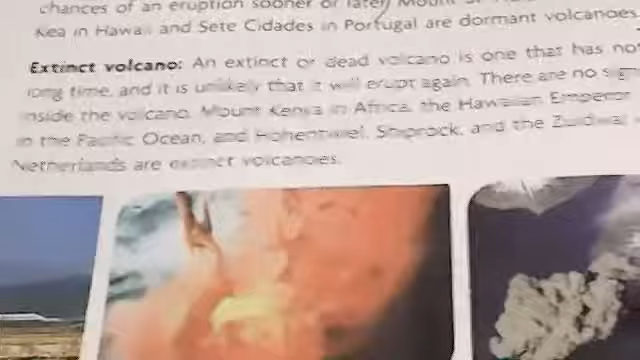 chances of an eruption sooner or later) Mount
Kea in Hawaii and Sete Cidades in Portugal are dormant volcanoes
Extinct volcano: An extinct or dead volcano is one that has no
long time, and it is unlikely that it will erupt again. There are no
inside the volcano. Mount Kenya in Africa, the Hawaiian Emperor
in the Pacific Ocean, and Hohentwiel, Shiprock, and the Zuidwal
Netherlands are extinct volcanoes.